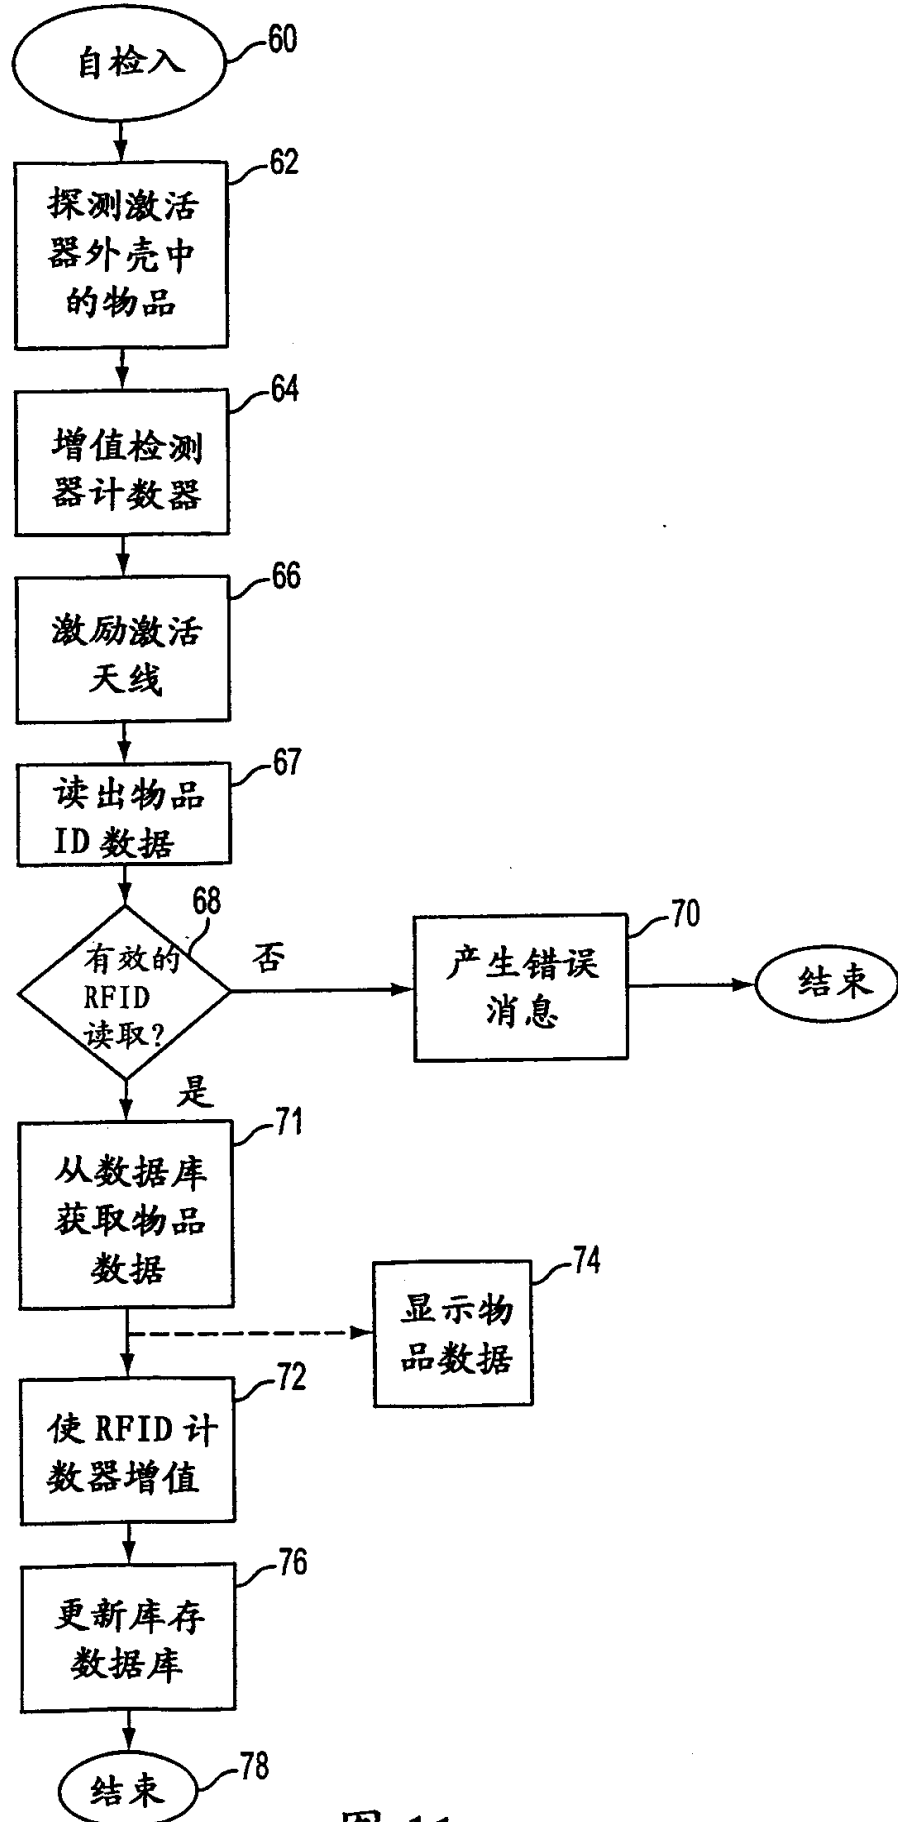 自检入
60
62
探测激活
器外壳中
的物品
64
增值检测
器计数器
66
激励激活
天线
67
读出物品
ID数据
68
有效的
RFID
读取?
否
70
产生错误
消息
结束
是
71
从数据库
获取物品
数据
74
显示物
品数据
72
使RFID计
数器增值
76
更新库存
数据库
结束
78